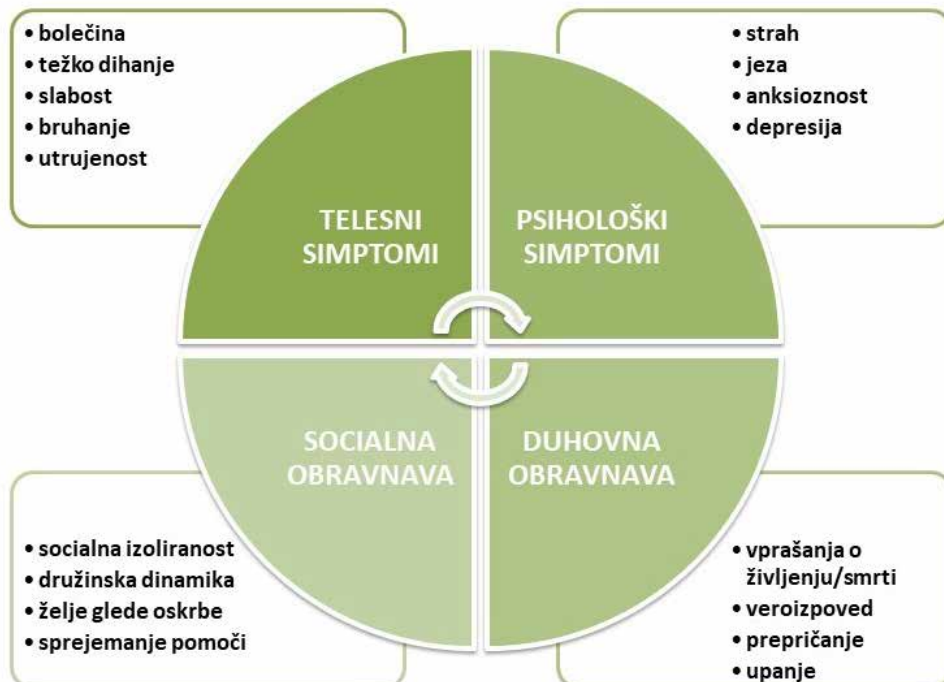 • bolečina
• težko dihanje
• slabost
• bruhanje
• utrujenost
• strah
• jeza
• anksioznost
• depresija
TELESNI
SIMPTOMI
PSIHOLOŠKI
SIMPTOMI
SOCIALNA
OBRAVNAVA
DUHOVNA
OBRAVNAVA
• socialna izoliranost
• družinska dinamika
• želje glede oskrbe
• sprejemanje pomoči
• vprašanja o
življenju/smrti
• veroizpoved
• prepričanje
• upanje